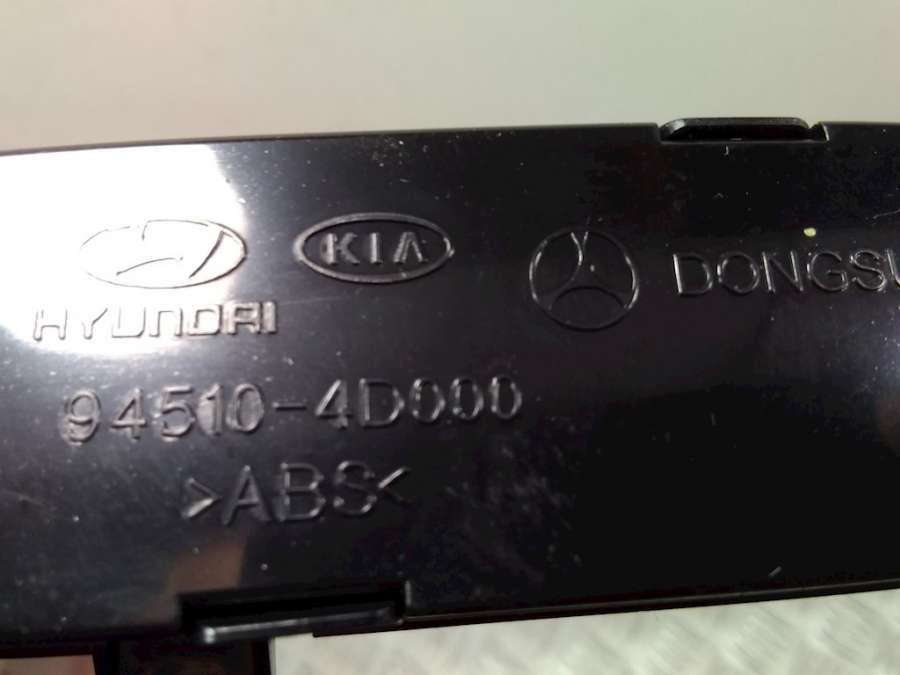 HYUNDAI KIA DONGSU
94510-4D000
>ABS<